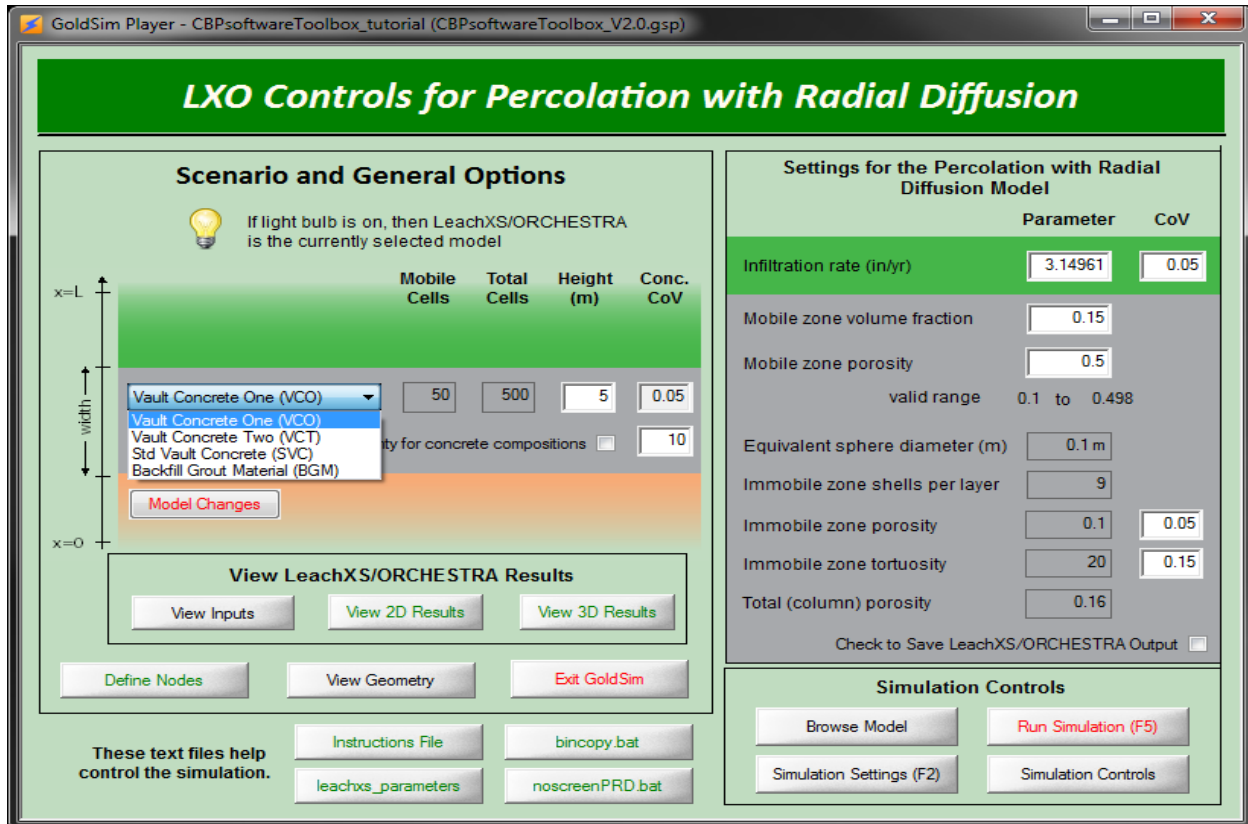 GoldSim Player - CBPsoftwareToolbox_tutorial (CBPsoftwareToolbox_V2.0.gsp)
LXO Controls for Percolation with Radial Diffusion
Scenario and General Options
If light bulb is on, then LeachXS/ORCHESTRA
is the currently selected model
Mobile Total Height Conc.
Cells Cells (m) CoV
x=L
width
Vault Concrete One (VCO) 50 500 5 0.05
Vault Concrete One (VCO)
Vault Concrete Two (VCT)
Std Vault Concrete (SVC)
Backfill Grout Material (BGM)
for concrete compositions 10
Model Changes
x=0
View LeachXS/ORCHESTRA Results
View Inputs View 2D Results View 3D Results
Define Nodes View Geometry Exit GoldSim
These text files help
control the simulation.
Instructions File bincopy.bat
leachxs_parameters noscreenPRD.bat
Settings for the Percolation with Radial
Diffusion Model
Parameter CoV
Infiltration rate (in/yr) 3.14961 0.05
Mobile zone volume fraction 0.15
Mobile zone porosity 0.5
valid range 0.1 to 0.498
Equivalent sphere diameter (m) 0.1 m
Immobile zone shells per layer 9
Immobile zone porosity 0.1 0.05
Immobile zone tortuosity 20 0.15
Total (column) porosity 0.16
Check to Save LeachXS/ORCHESTRA Output
Simulation Controls
Browse Model Run Simulation (F5)
Simulation Settings (F2) Simulation Controls